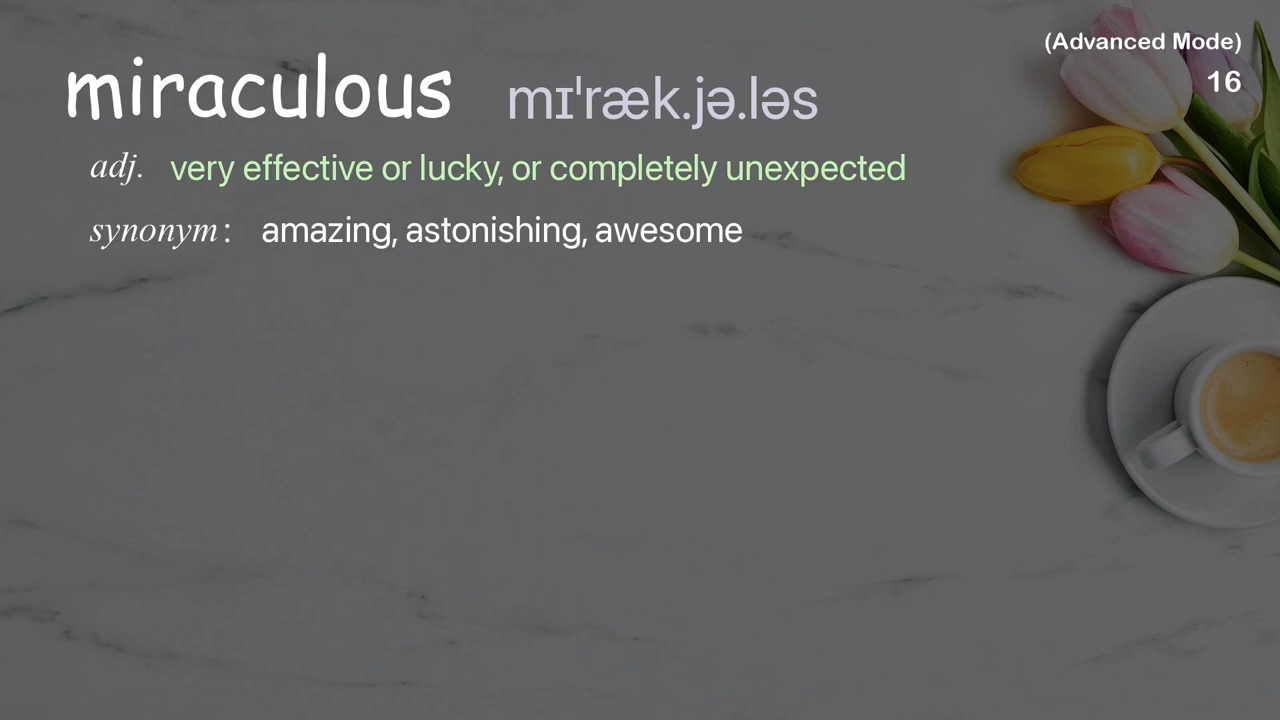 (Advanced Mode)
16
miraculous mɪˈræk.jə.ləs
adj. very effective or lucky, or completely unexpected
synonym: amazing, astonishing, awesome